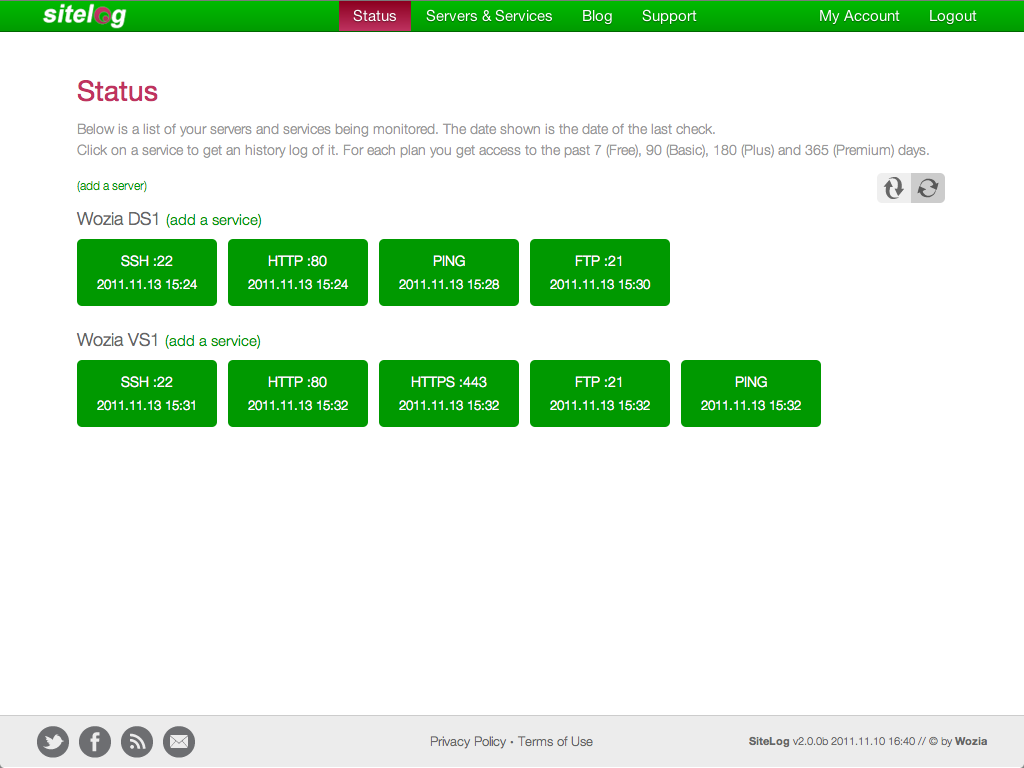 sitelog Status Servers & Services Blog Support My Account Logout
Status
Below is a list of your servers and services being monitored. The date shown is the date of the last check.
Click on a service to get an history log of it. For each plan you get access to the past 7 (Free), 90 (Basic), 180 (Plus) and 365 (Premium) days.
(add a server)
Wozia DS1 (add a service)
SSH :22 HTTP :80 PING FTP :21
2011.11.13 15:24 2011.11.13 15:24 2011.11.13 15:28 2011.11.13 15:30
Wozia VS1 (add a service)
SSH :22 HTTP :80 HTTPS :443 FTP :21 PING
2011.11.13 15:31 2011.11.13 15:32 2011.11.13 15:32 2011.11.13 15:32 2011.11.13 15:32
Privacy Policy · Terms of Use SiteLog v2.0.0b 2011.11.10 16:40 // © by Wozia